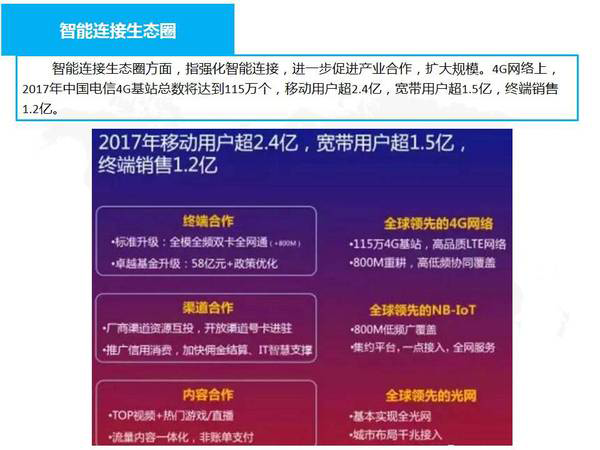 智能连接生态圈
智能连接生态圈方面，指强化智能连接，进一步促进产业合作，扩大规模。4G网络上，
2017年中国电信4G基站总数将达到115万个，移动用户超2.4亿，宽带用户超1.5亿，终端销售
1.2亿。
2017年移动用户超2.4亿，宽带用户超1.5亿，
终端销售1.2亿
终端合作
•标准升级：全模全频双卡全网通（+800M）
•卓越基金升级：58亿元+政策优化
渠道合作
•厂商渠道资源互投，开放渠道号卡进驻
•推广信用消费，加快佣金结算、IT智慧支撑
内容合作
•TOP视频+热门游戏/直播
•流量内容一体化，非账单支付
全球领先的4G网络
•115万4G基站，高品质LTE网络
•800M重耕，高低频协同覆盖
全球领先的NB-IoT
•800M低频广覆盖
•集约平台，一点接入，全网服务
全球领先的光网
•基本实现全光网
•城市布局千兆接入